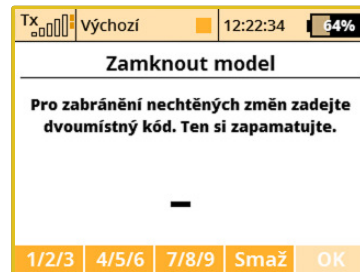 Tx Výchozí 12:22:34 64%
Zamknout model
Pro zabránění nechtěných změn zadejte
dvoumístný kód. Ten si zapamatujte.
1/2/3 4/5/6 7/8/9 Smaž OK